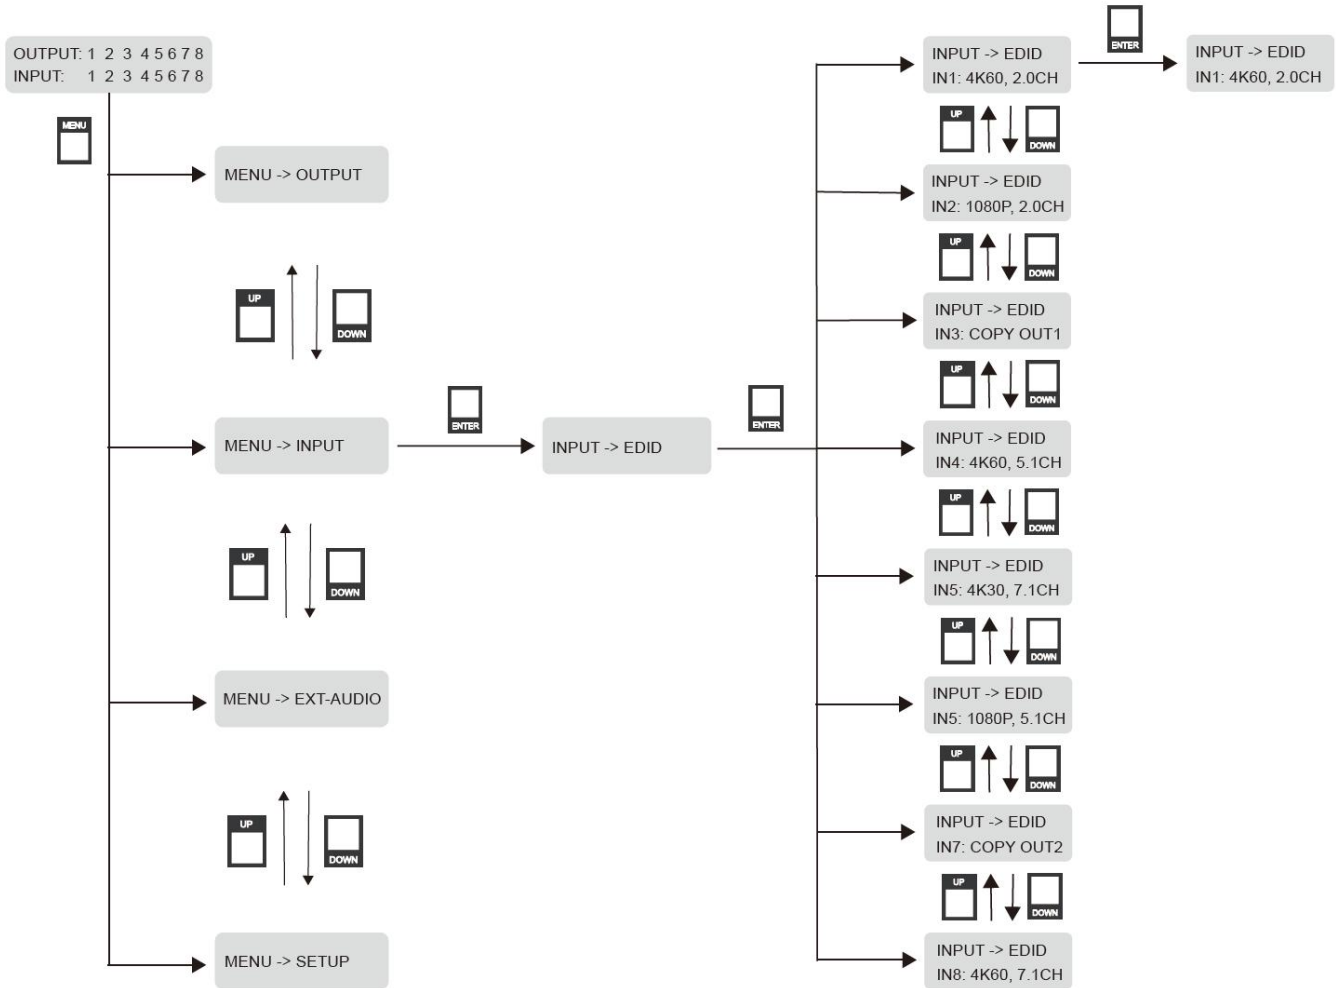 OUTPUT: 1 2 3 4 5 6 7 8
INPUT: 1 2 3 4 5 6 7 8
MENU
MENU -> OUTPUT
UP
DOWN
MENU -> INPUT
ENTER
INPUT -> EDID
ENTER
UP
DOWN
MENU -> EXT-AUDIO
UP
DOWN
MENU -> SETUP
INPUT -> EDID
IN1: 4K60, 2.0CH
ENTER
INPUT -> EDID
IN1: 4K60, 2.0CH
UP
DOWN
INPUT -> EDID
IN2: 1080P, 2.0CH
UP
DOWN
INPUT -> EDID
IN3: COPY OUT1
UP
DOWN
INPUT -> EDID
IN4: 4K60, 5.1CH
UP
DOWN
INPUT -> EDID
IN5: 4K30, 7.1CH
UP
DOWN
INPUT -> EDID
IN5: 1080P, 5.1CH
UP
DOWN
INPUT -> EDID
IN7: COPY OUT2
UP
DOWN
INPUT -> EDID
IN8: 4K60, 7.1CH